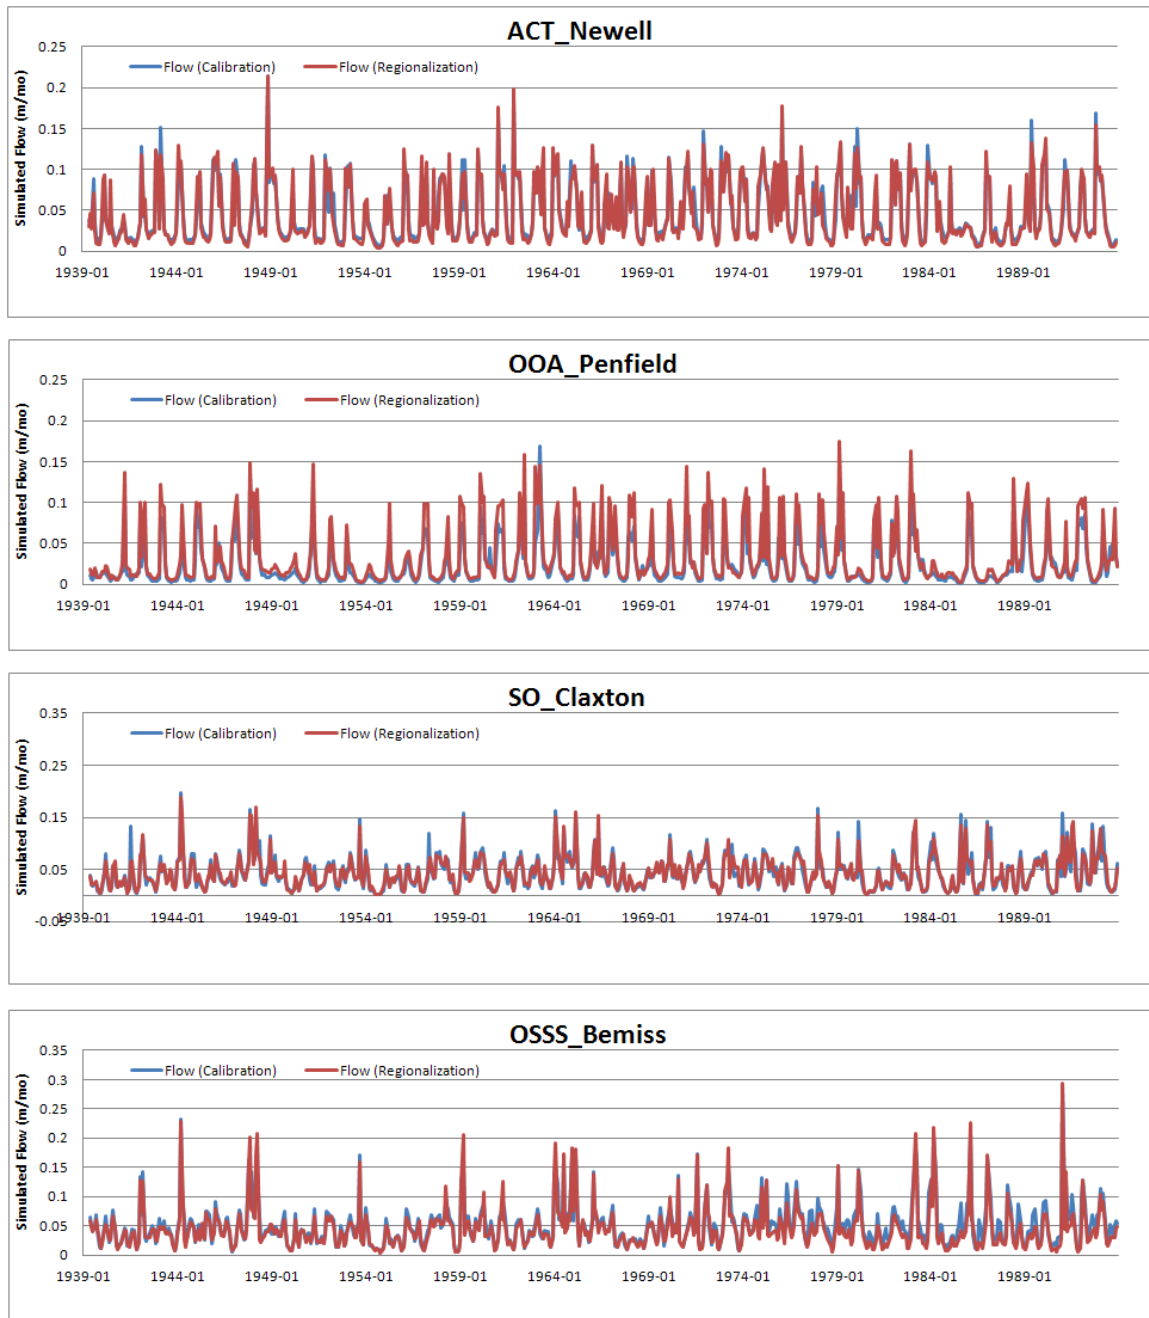 ACT_Newell
0.25
Flow (Calibration) Flow (Regionalization)
0.2
0.15
0.1
0.05
0
Simulated Flow (m/mo)
1939-01 1944-01 1949-01 1954-01 1959-01 1964-01 1969-01 1974-01 1979-01 1984-01 1989-01
OOA_Penfield
0.25
Flow (Calibration) Flow (Regionalization)
0.2
0.15
0.1
0.05
0
Simulated Flow (m/mo)
1939-01 1944-01 1949-01 1954-01 1959-01 1964-01 1969-01 1974-01 1979-01 1984-01 1989-01
SO_Claxton
0.35
Flow (Calibration) Flow (Regionalization)
0.25
0.15
0.05
Simulated Flow (m/mo)
1939-01 1944-01 1949-01 1954-01 1959-01 1964-01 1969-01 1974-01 1979-01 1984-01 1989-01
-0.05
OSSS_Bemiss
0.35
Flow (Calibration) Flow (Regionalization)
0.3
0.25
0.2
0.15
0.1
0.05
0
Simulated Flow (m/mo)
1939-01 1944-01 1949-01 1954-01 1959-01 1964-01 1969-01 1974-01 1979-01 1984-01 1989-01